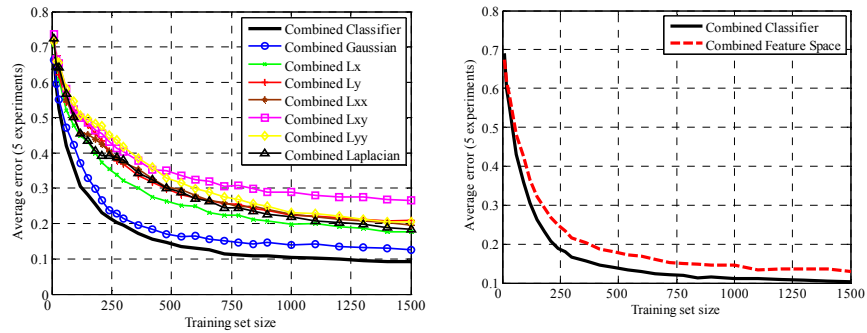 0.8
0.7
0.6
0.5
0.4
0.3
0.2
0.1
0
Average error (5 experiments)
0 250 500 750 1000 1250 1500
Training set size
Combined Classifier
Combined Gaussian
Combined Lx
Combined Ly
Combined Lxx
Combined Lxy
Combined Lyy
Combined Laplacian
0.8
0.7
0.6
0.5
0.4
0.3
0.2
0.1
Average error (5 experiments)
0 250 500 750 1000 1250 1500
Training set size
Combined Classifier
Combined Feature Space